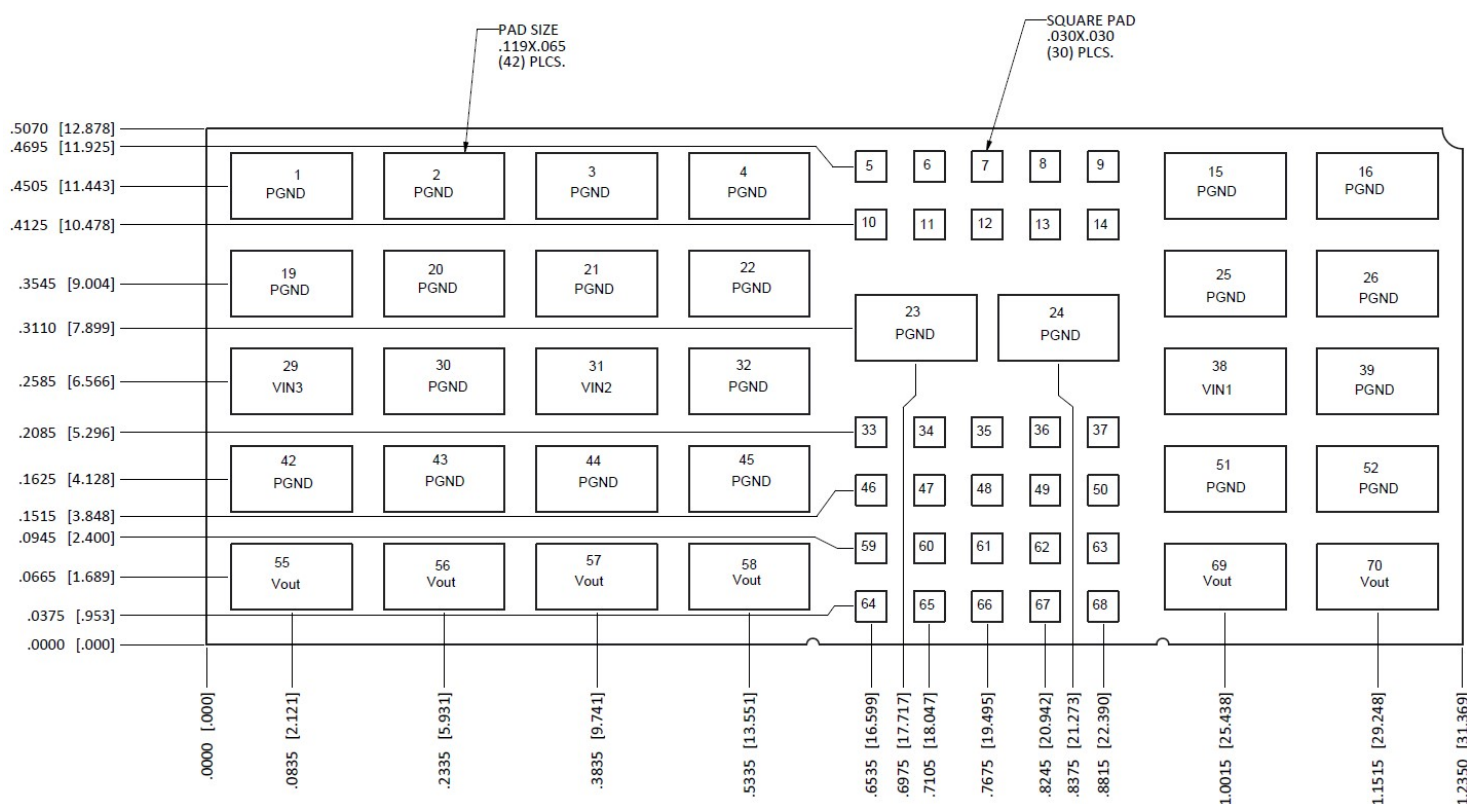 PAD SIZE
.119X.065
(42) PLCS.
SQUARE PAD
.030X.030
(30) PLCS.
.5070 [12.878]
.4695 [11.925]
.4505 [11.443]
.4125 [10.478]
.3545 [9.004]
.3110 [7.899]
.2585 [6.566]
.2085 [5.296]
.1625 [4.128]
.1515 [3.848]
.0945 [2.400]
.0665 [1.689]
.0375 [.953]
.0000 [.000]
1
PGND
2
PGND
3
PGND
4
PGND
5
6
7
8
9
15
PGND
16
PGND
10
11
12
13
14
19
PGND
20
PGND
21
PGND
22
PGND
25
PGND
26
PGND
23
PGND
24
PGND
29
VIN3
30
PGND
31
VIN2
32
PGND
38
VIN1
39
PGND
33
34
35
36
37
42
PGND
43
PGND
44
PGND
45
PGND
46
47
48
49
50
51
PGND
52
PGND
55
Vout
56
Vout
57
Vout
58
Vout
59
60
61
62
63
69
Vout
70
Vout
64
65
66
67
68
.0000 [.000]
.0835 [2.121]
.2335 [5.931]
.3835 [9.741]
.5335 [13.551]
.6535 [16.599]
.6975 [17.717]
.7105 [18.047]
.7675 [19.495]
.8245 [20.942]
.8375 [21.273]
.8815 [22.390]
1.0015 [25.438]
1.1515 [29.248]
1.2350 [31.369]